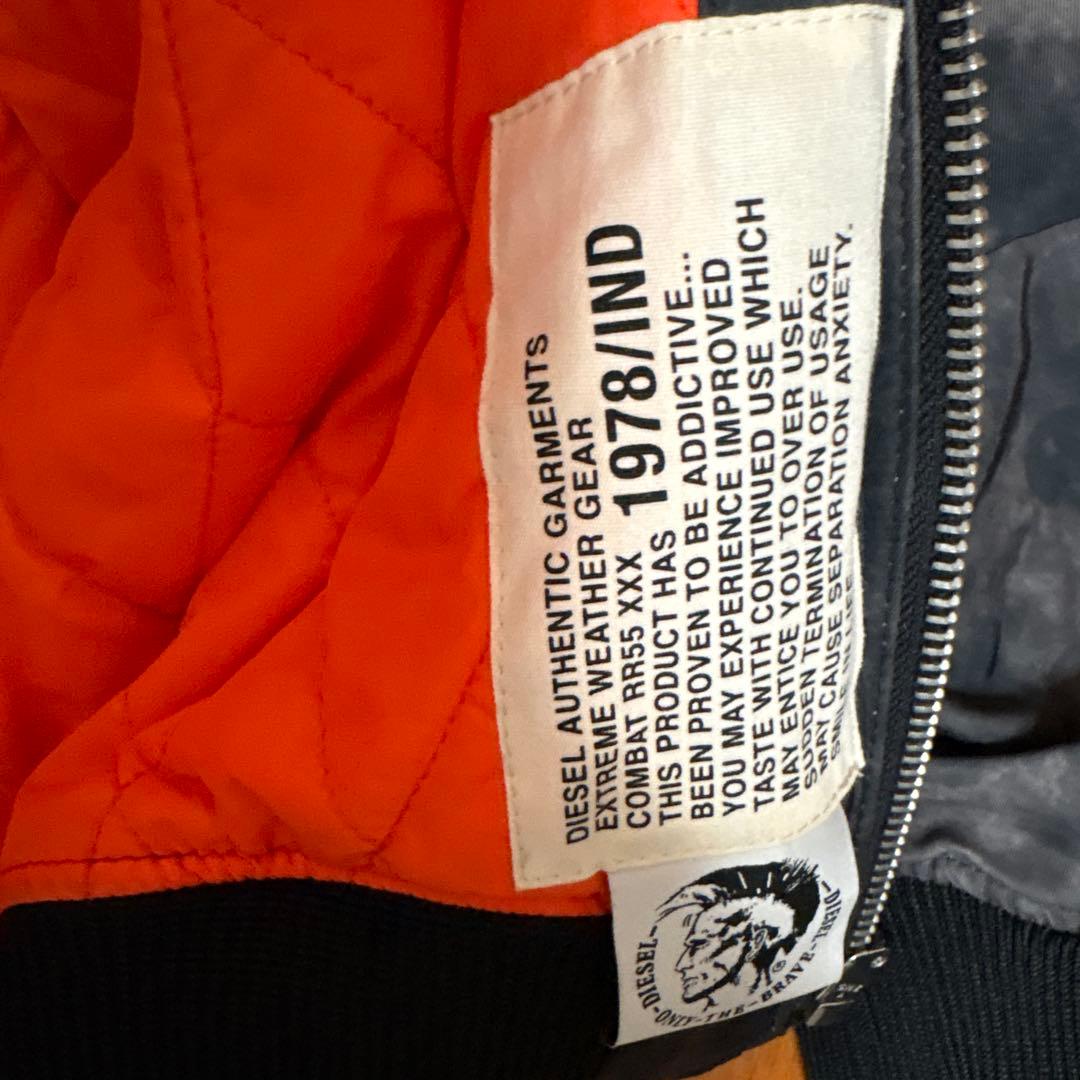 DIESEL AUTHENTIC GARMENTS
EXTREME WEATHER GEAR
COMBAT RR55 XXX 1978/IND
THIS PRODUCT HAS
BEEN PROVEN TO BE ADDICTIVE...
YOU MAY EXPERIENCE IMPROVED
TASTE WITH CONTINUED USE WHICH
MAY ENTICE YOU TO OVER USE.
SUDDEN TERMINATION OF USAGE
MAY CAUSE SEPARATION ANXIETY.
-DIESEL-
-DIESEL-
ONLY-THE-BRAVE
®